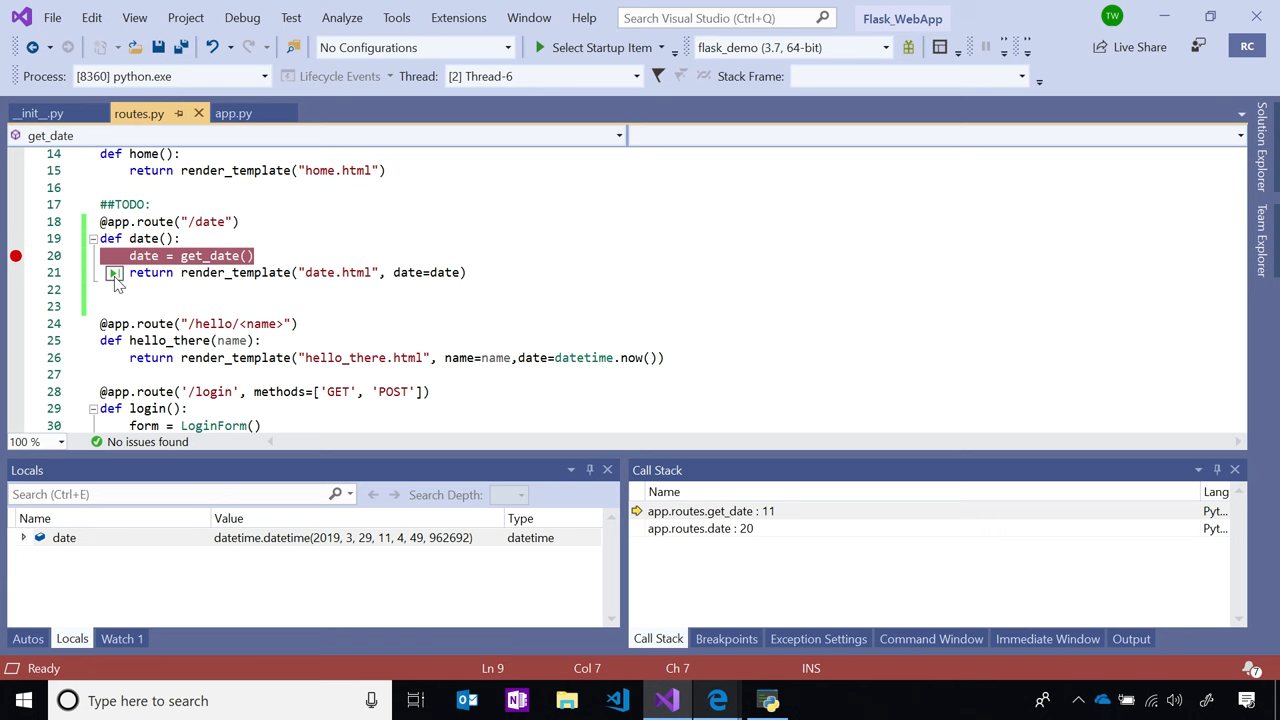 File Edit View Project Debug Test Analyze Tools Extensions Window Help Search Visual Studio (Ctrl+Q) Flask_WebApp TW
No Configurations Select Startup Item flask_demo (3.7, 64-bit) Live Share RC
Process: [8360] python.exe Lifecycle Events Thread: [2] Thread-6 Stack Frame:
__init__.py routes.py app.py
get_date
14 def home():
15 return render_template("home.html")
16
17 ##TODO:
18 @app.route("/date")
19 def date():
20 date = get_date()
21 return render_template("date.html", date=date)
22
23
24 @app.route("/hello/<name>")
25 def hello_there(name):
26 return render_template("hello_there.html", name=name,date=datetime.now())
27
28 @app.route('/login', methods=['GET', 'POST'])
29 def login():
30 form = LoginForm()
100 % No issues found
Solution Explorer
Team Explorer
Locals
Search (Ctrl+E) Search Depth:
Name Value Type
date datetime.datetime(2019, 3, 29, 11, 4, 49, 962692) datetime
Autos Locals Watch 1
Call Stack
Name Lang
app.routes.get_date : 11 Pyt...
app.routes.date : 20 Pyt...
Call Stack Breakpoints Exception Settings Command Window Immediate Window Output
Ready Ln 9 Col 7 Ch 7 INS 7
Type here to search